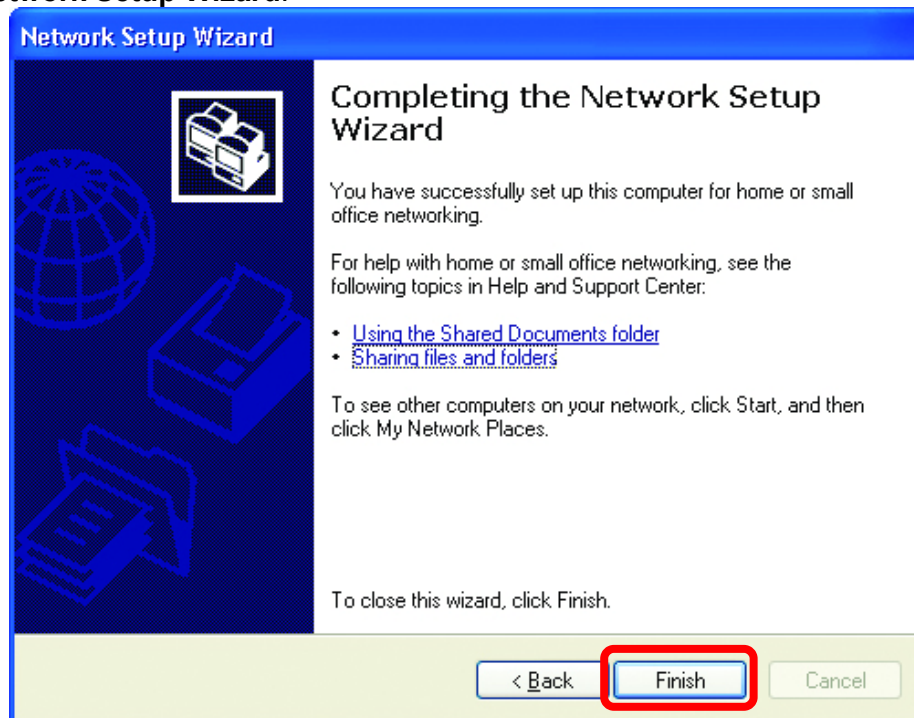 Network Setup Wizard
Completing the Network Setup
Wizard
You have successfully set up this computer for home or small
office networking.
For help with home or small office networking, see the
following topics in Help and Support Center:
• Using the Shared Documents folder
• Sharing files and folders
To see other computers on your network, click Start, and then
click My Network Places.
To close this wizard, click Finish.
< Back Finish Cancel